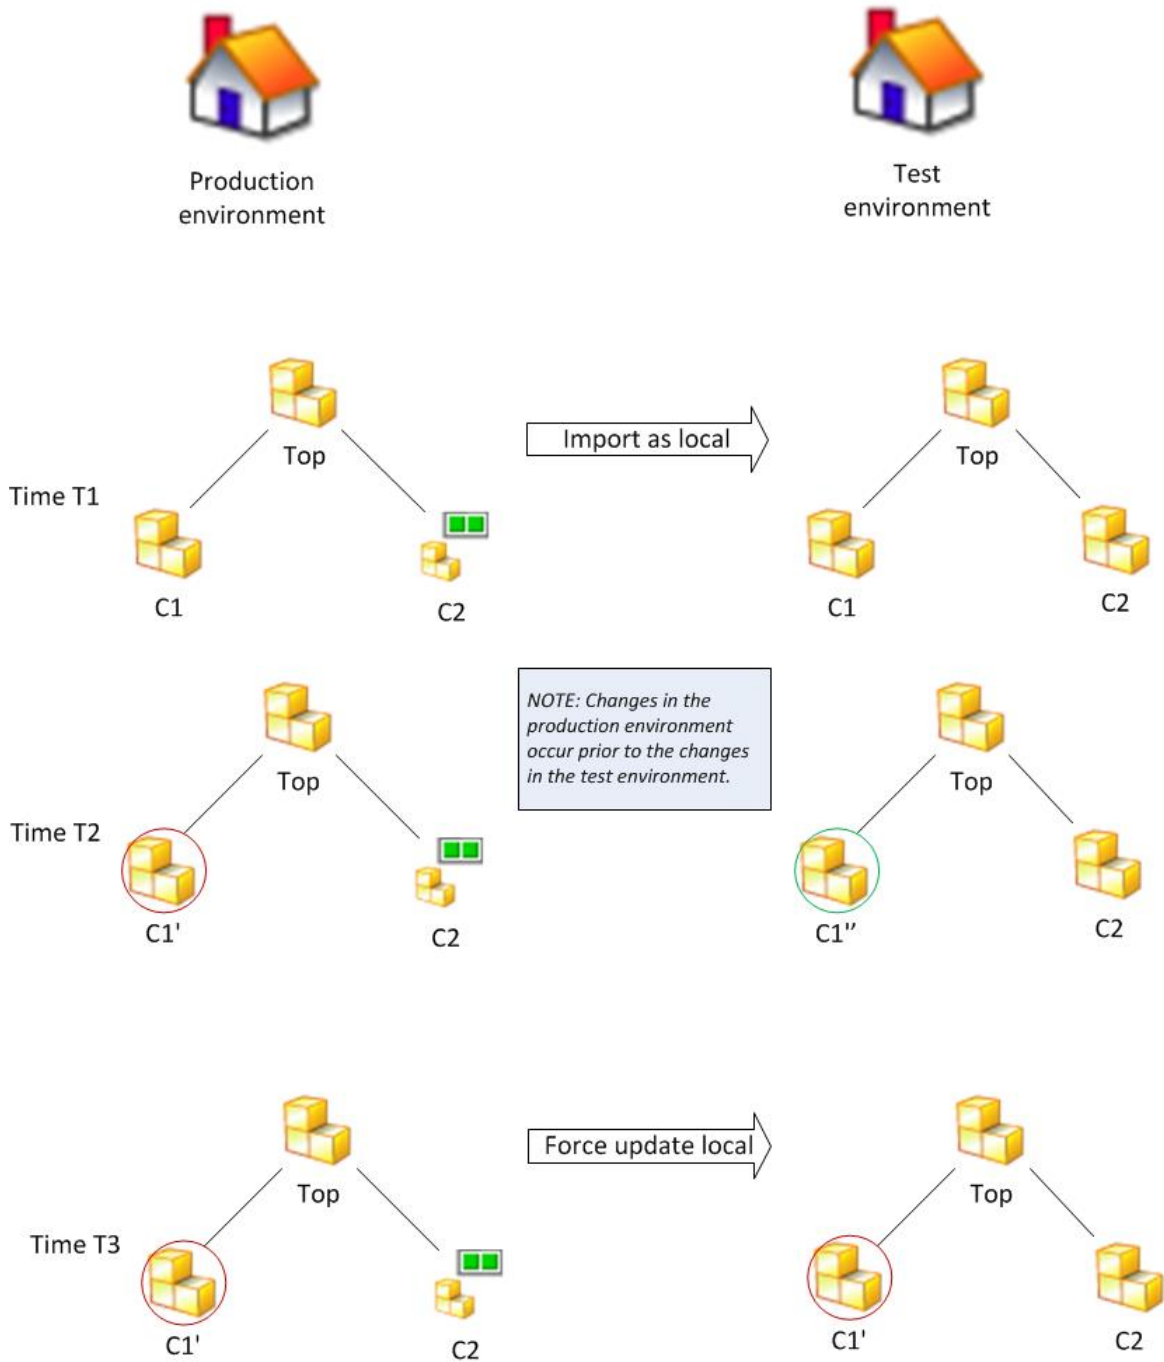 Production
environment
Test
environment
Top
Import as local
Top
Time T1
C1
C2
C1
C2
NOTE: Changes in the
production environment
occur prior to the changes
in the test environment.
Top
Top
Time T2
C1'
C2
C1''
C2
Top
Force update local
Top
Time T3
C1'
C2
C1'
C2